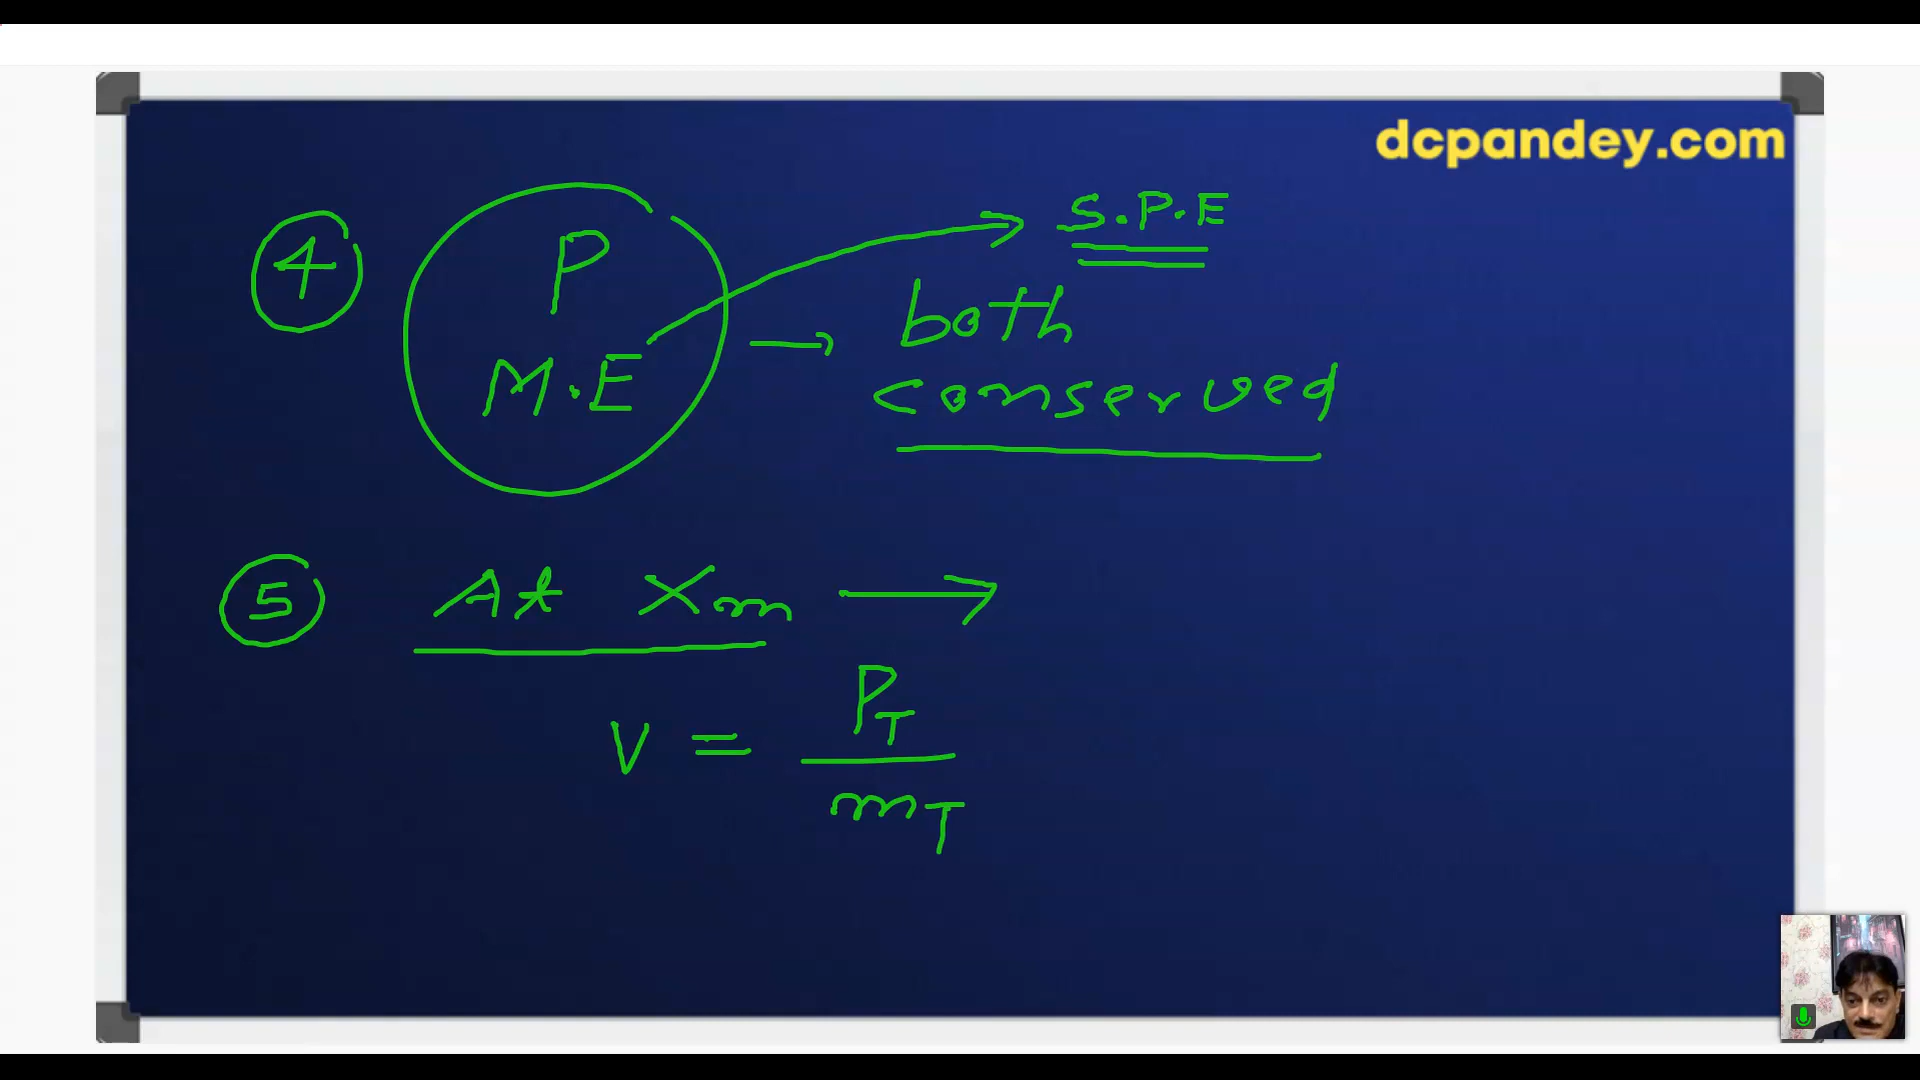 dcpandey.com
④ P → S.P.E
M.E → both
conserved
⑤ At Xm →
V = PT / mT